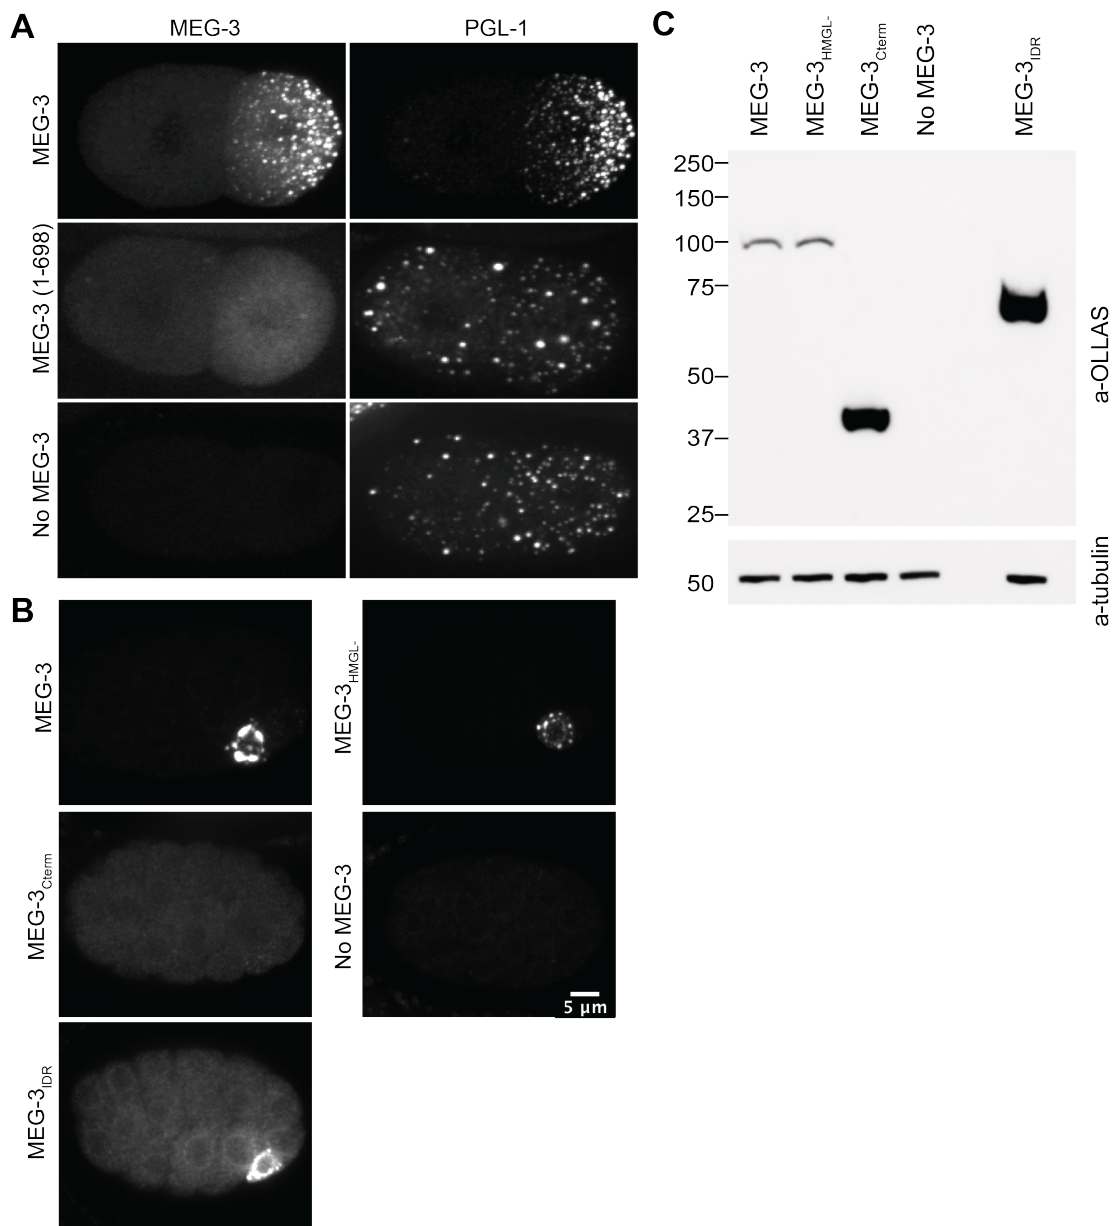 A
MEG-3
PGL-1
MEG-3
MEG-3 (1-698)
No MEG-3
B
MEG-3
MEG-3HMGL-
MEG-3Cterm
No MEG-3
5 µm
MEG-3IDR
C
MEG-3
MEG-3HMGL-
MEG-3Cterm
No MEG-3
MEG-3IDR
250
150
100
75
50
37
25
a-OLLAS
50
a-tubulin